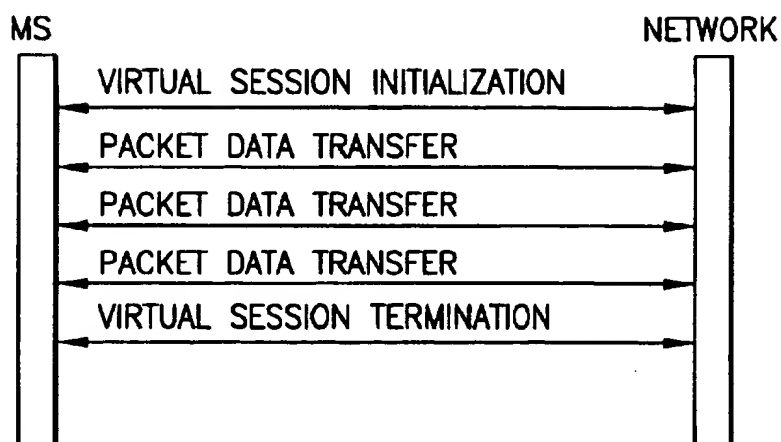 MS
NETWORK
VIRTUAL SESSION INITIALIZATION
PACKET DATA TRANSFER
PACKET DATA TRANSFER
PACKET DATA TRANSFER
VIRTUAL SESSION TERMINATION